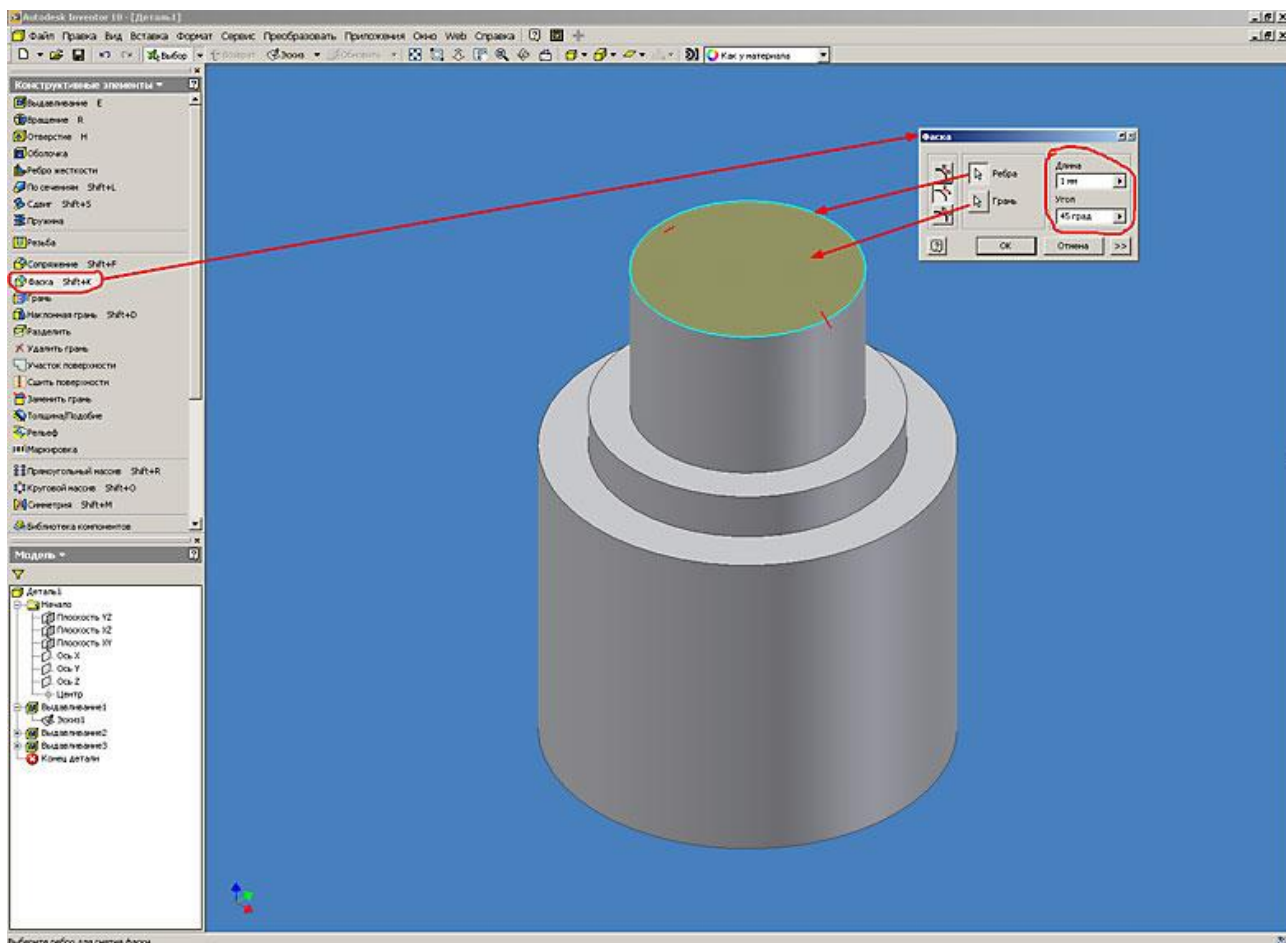 Autodesk Inventor 10 - [Деталь1]
Файл Правка Вид Вставка Формат Сервис Преобразовать Приложения Окно Web Справка
Выбор Возврат Эскиз Обновить Как у материала
Конструктивные элементы
Выдавливание E
Вращение R
Отверстие H
Оболочка
Ребро жесткости
По сечениям Shift+L
Сдвиг Shift+S
Пружина
Резьба
Сопряжение Shift+F
Фаска Shift+K
Грань
Наклонная грань Shift+D
Разделить
Удалить грань
Участок поверхности
Сшить поверхности
Заменить грань
Толщина/Подобие
Рельеф
Маркировка
Прямоугольный массив Shift+R
Круговой массив Shift+O
Симметрия Shift+M
Библиотека компонентов
Модель
Деталь1
Начало
Плоскость YZ
Плоскость XZ
Плоскость XY
Ось X
Ось Y
Ось Z
Центр
Выдавливание1
Эскиз1
Выдавливание2
Выдавливание3
Конец детали
Фаска
Ребра
Грань
Длина
1 мм
Угол
45 град
OK
Отмена
>>
Выберите ребро для снятия фаски